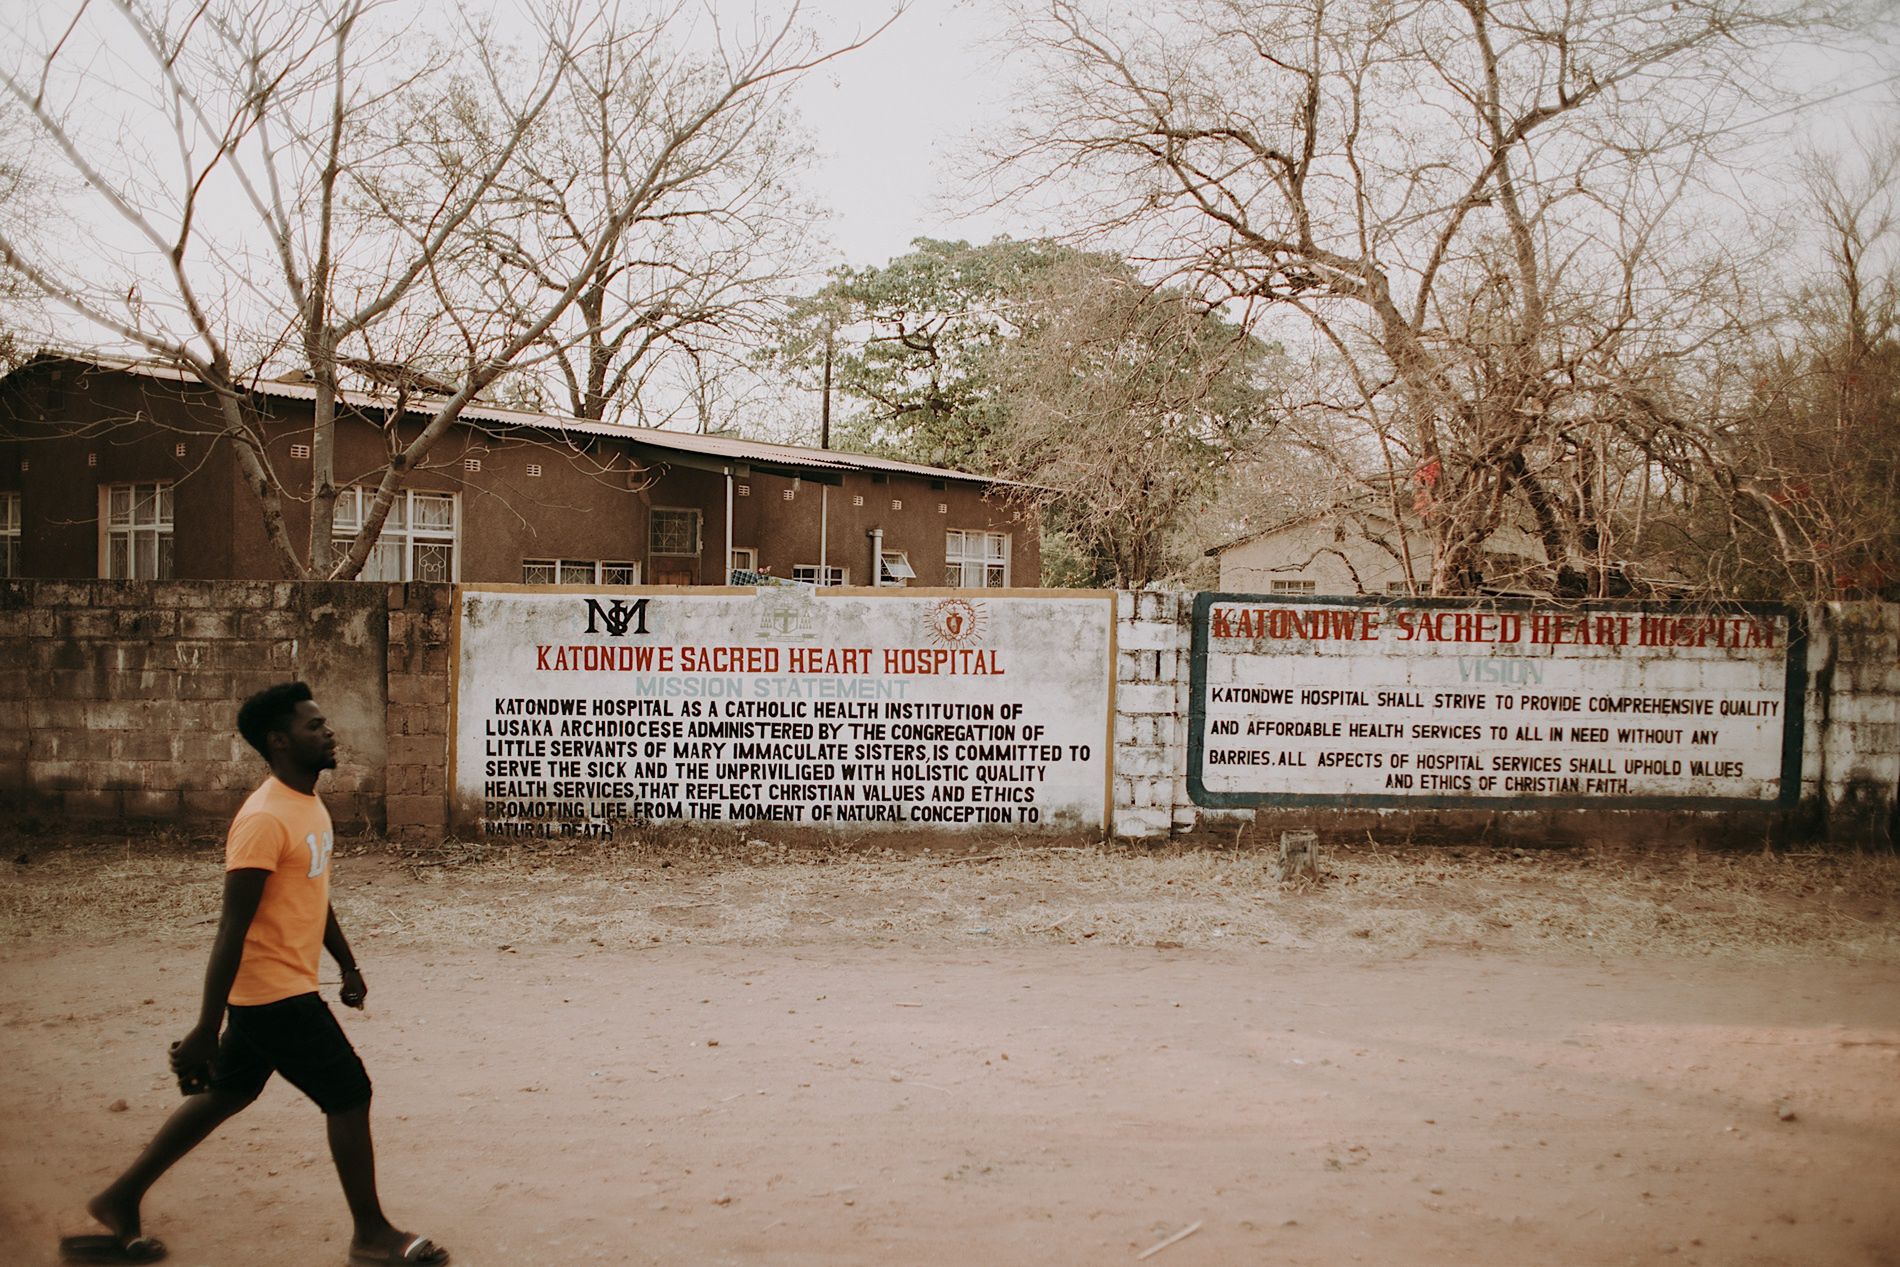 KATONDWE SACRED HEART HOSPITAL
MISSION STATEMENT
KATONDWE HOSPITAL AS A CATHOLIC HEALTH INSTITUTION OF
LUSAKA ARCHDIOCESE ADMINISTERED BY THE CONGREGATION OF
LITTLE SERVANTS OF MARY IMMACULATE SISTERS, IS COMMITTED TO
SERVE THE SICK AND THE UNPRIVILIGED WITH HOLISTIC QUALITY
HEALTH SERVICES, THAT REFLECT CHRISTIAN VALUES AND ETHICS
PROMOTING LIFE FROM THE MOMENT OF NATURAL CONCEPTION TO
NATURAL DEATH
KATONDWE SACRED HEART HOSPITAL
VISION
KATONDWE HOSPITAL SHALL STRIVE TO PROVIDE COMPREHENSIVE QUALITY
AND AFFORDABLE HEALTH SERVICES TO ALL IN NEED WITHOUT ANY
BARRIES. ALL ASPECTS OF HOSPITAL SERVICES SHALL UPHOLD VALUES
AND ETHICS OF CHRISTIAN FAITH.